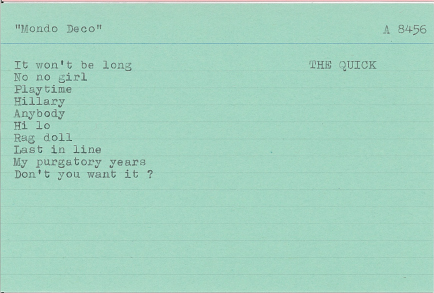 "Mondo Deco" A 8456
It won't be long THE QUICK
No no girl
Playtime
Hillary
Anybody
Hi lo
Rag doll
Last in line
My purgatory years
Don't you want it ?